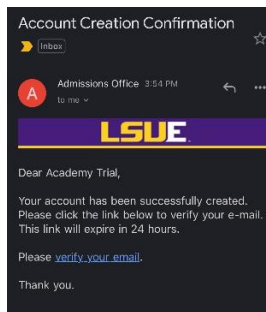 Account Creation Confirmation
Inbox
A
Admissions Office 3:54 PM
to me
LSUE
Dear Academy Trial,
Your account has been successfully created.
Please click the link below to verify your e-mail.
This link will expire in 24 hours.
Please verify your email.
Thank you.